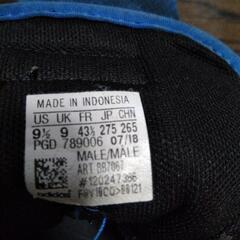 MADE IN INDONESIA
US UK FR JP CHN
9½ 9 43⅓ 275 265
PGD 789006 07/18
MALE/MALE
ART BB7067
#120247386
adidas